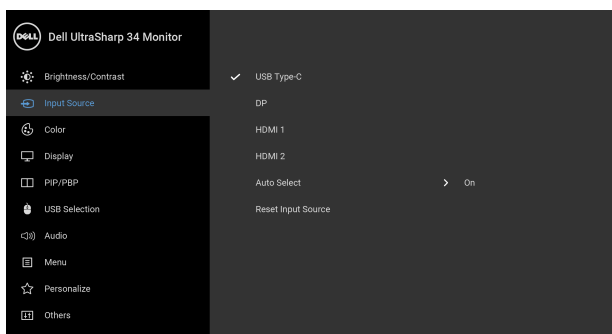 DELL Dell UltraSharp 34 Monitor
Brightness/Contrast
USB Type-C
Input Source
DP
Color
HDMI 1
Display
HDMI 2
PIP/PBP
Auto Select
On
USB Selection
Reset Input Source
Audio
Menu
Personalize
Others